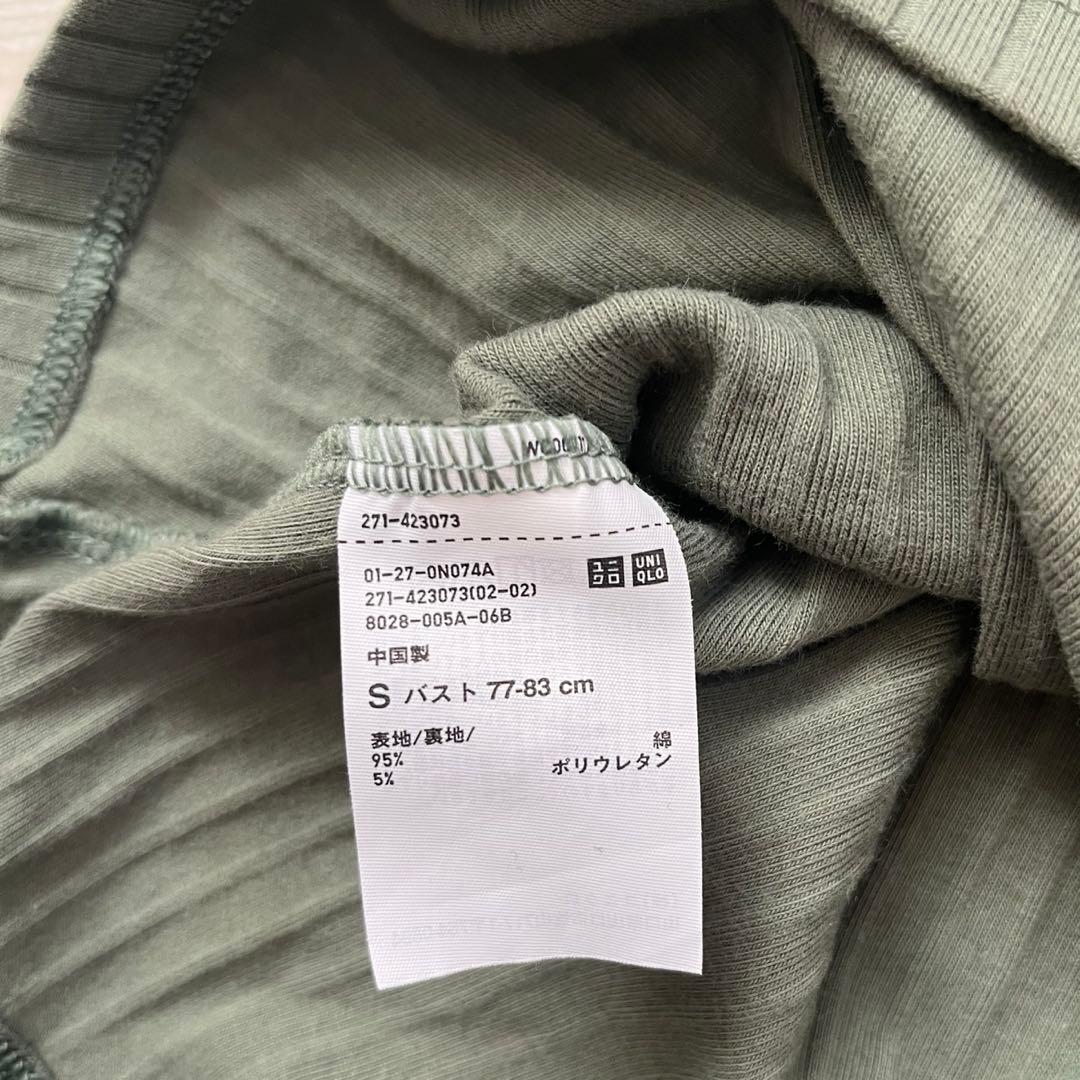 271-423073
01-27-0N074A
ユニクロ
UNIQLO
271-423073(02-02)
8028-005A-06B
中国製
S バスト 77-83 cm
表地/裏地/
95% 綿
5% ポリウレタン